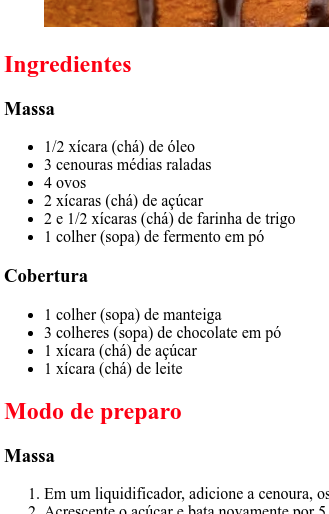 Ingredientes
Massa
1/2 xícara (chá) de óleo
3 cenouras médias raladas
4 ovos
2 xícaras (chá) de açúcar
2 e 1/2 xícaras (chá) de farinha de trigo
1 colher (sopa) de fermento em pó
Cobertura
1 colher (sopa) de manteiga
3 colheres (sopa) de chocolate em pó
1 xícara (chá) de açúcar
1 xícara (chá) de leite
Modo de preparo
Massa
1. Em um liquidificador, adicione a cenoura, os
2. Acrescente o açúcar e bata novamente por 5